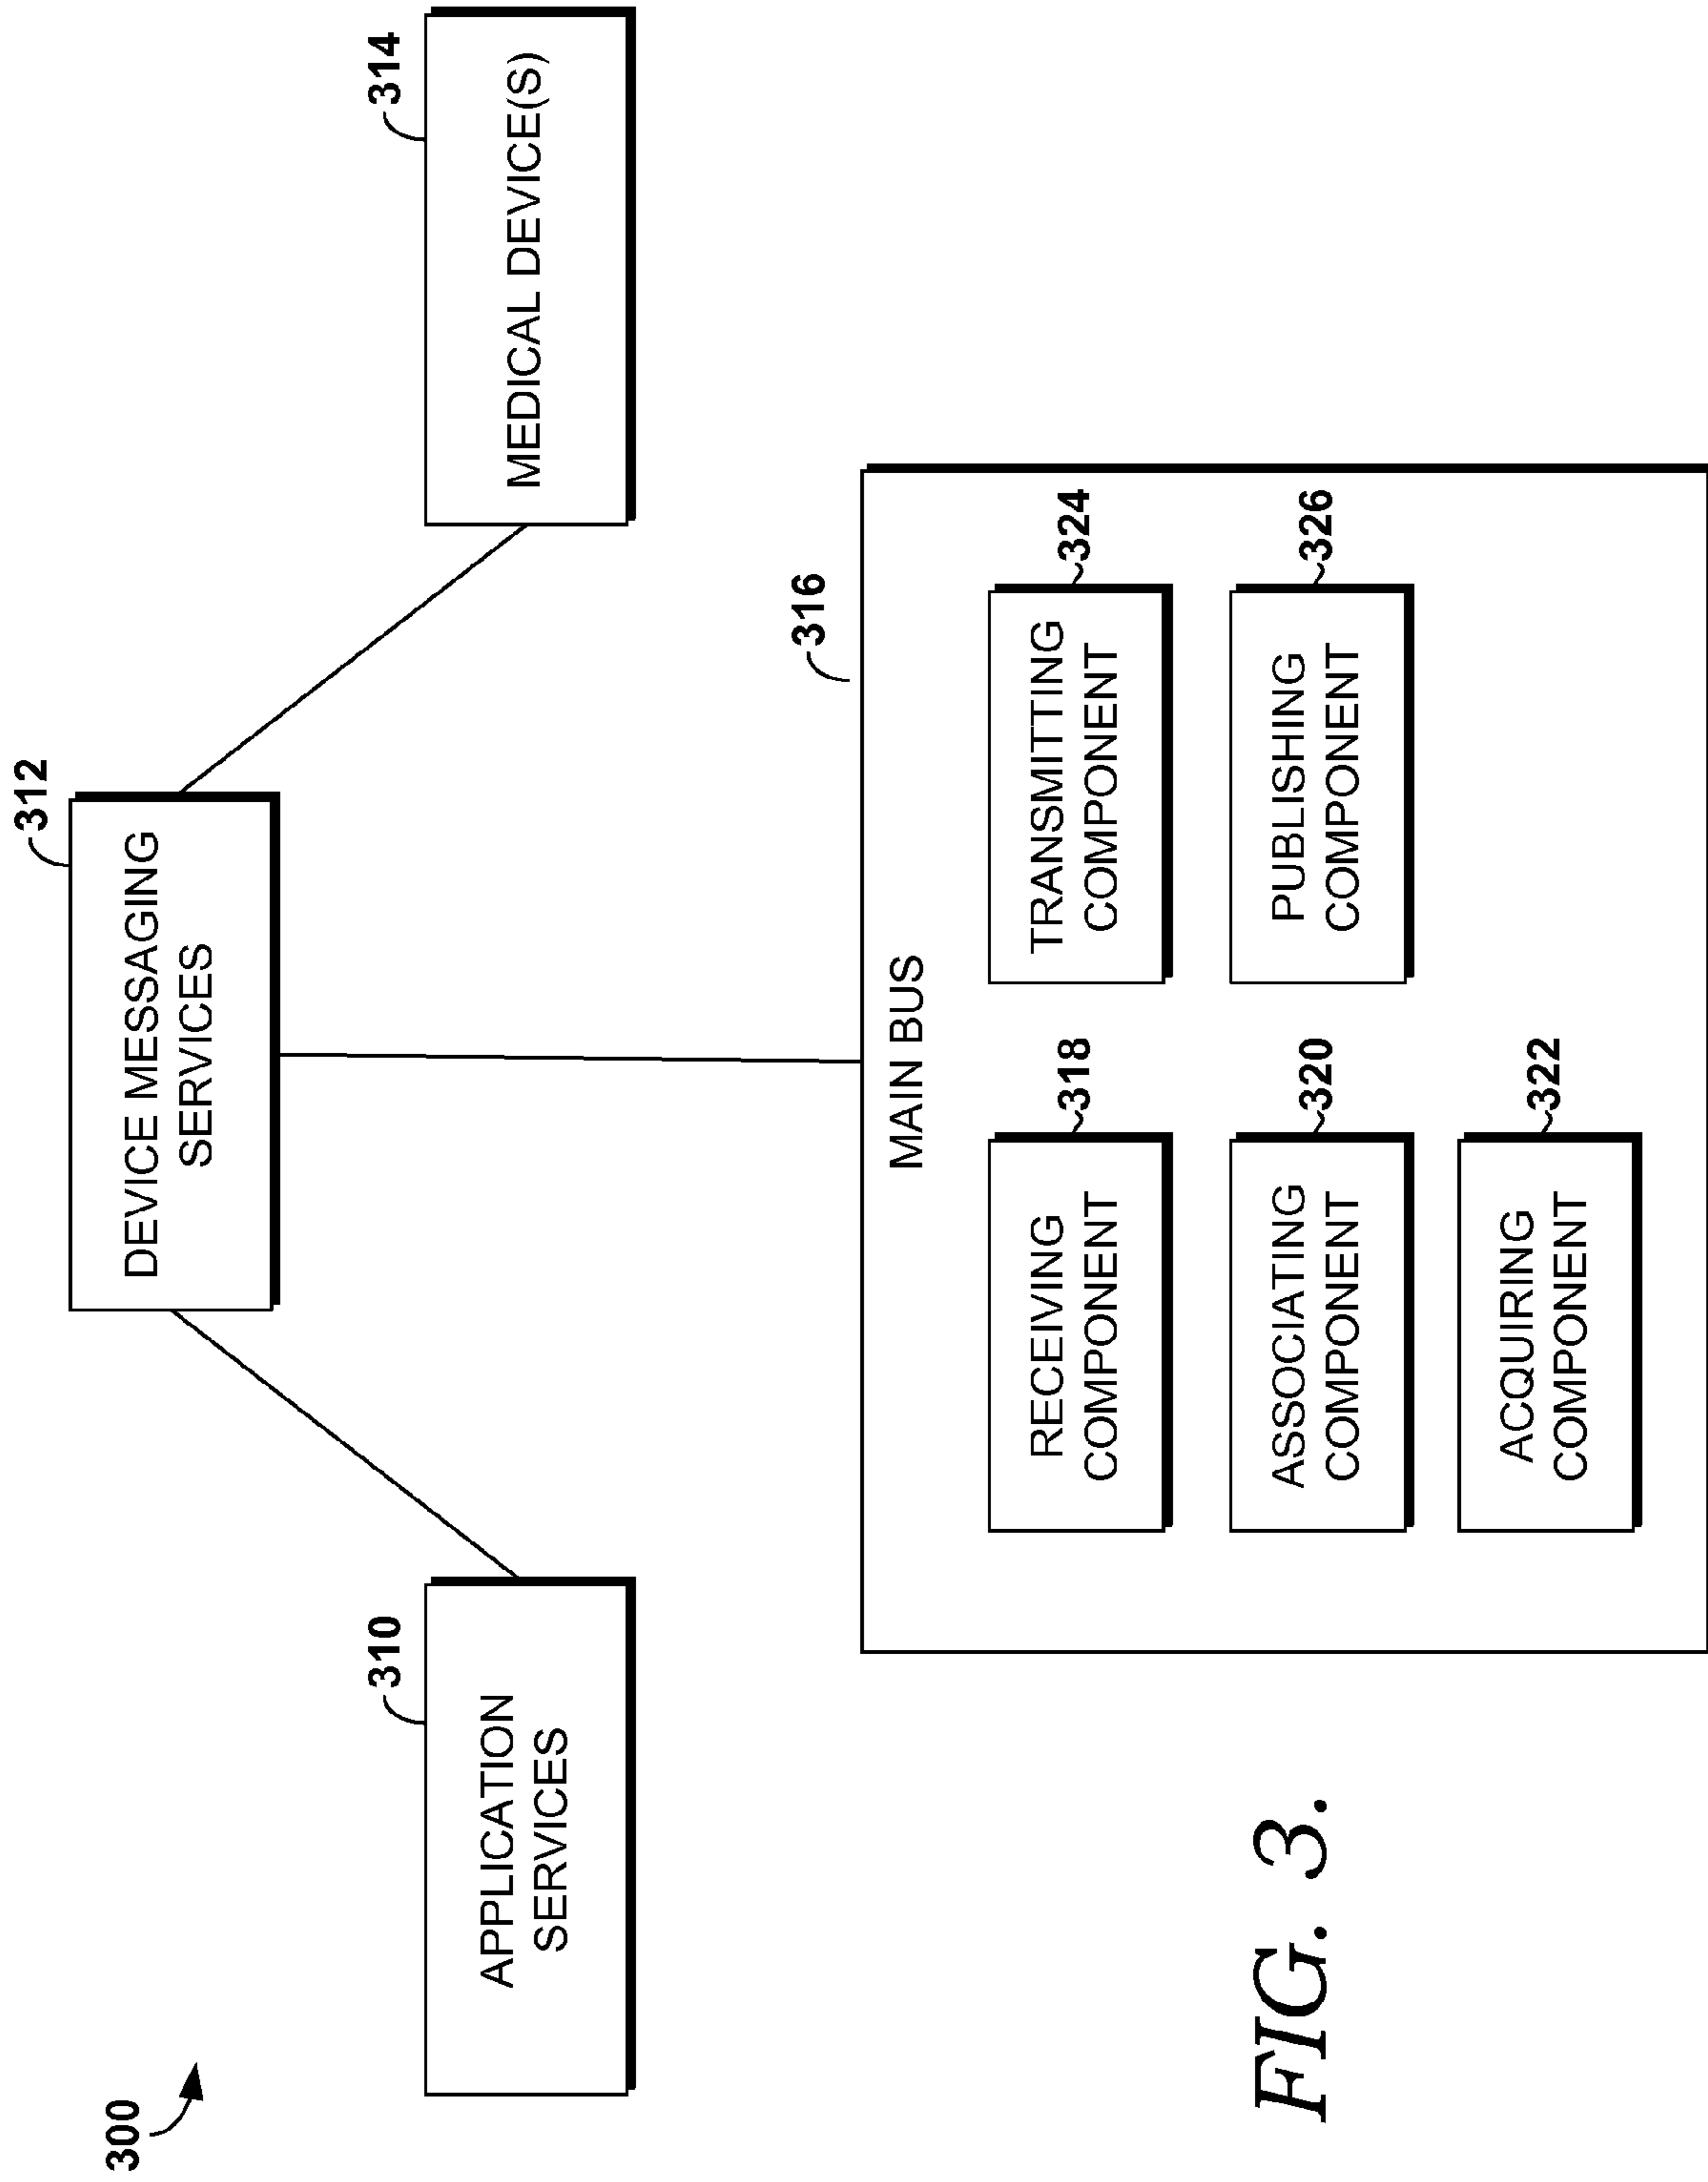 300
312
DEVICE MESSAGING
SERVICES
310
APPLICATION
SERVICES
314
MEDICAL DEVICE(S)
316
MAIN BUS
RECEIVING
COMPONENT
318
TRANSMITTING
COMPONENT
324
ASSOCIATING
COMPONENT
320
PUBLISHING
COMPONENT
326
ACQUIRING
COMPONENT
322
FIG. 3.